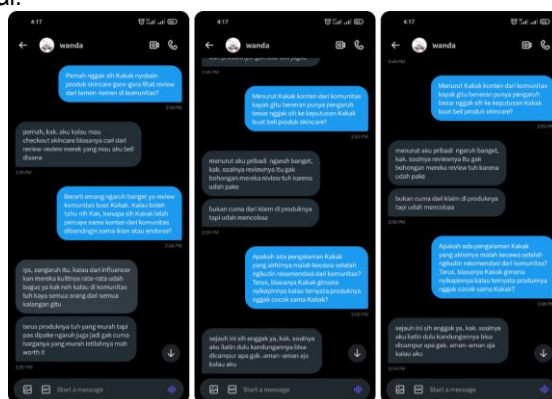 al.
4:17
wanda
Pernah nggak sih Kakak nyobain
produk skincare gara-gara lihat review
dari temen-temen di komunitas?
pernah, kak. aku kalau mau
checkout skincare biasanya cari dari
review-review merek yang mau aku beli
disana
Berarti emang ngaruh banget ya review
komunitas buat Kakak. Kalau boleh
tahu nih Kak, kenapa sih Kakak lebih
percaya sama konten dari komunitas
dibandingin sama iklan atau endorse?
iya, sengaruh itu. kalau dari influencer
kan mereka kulitnya rata-rata udah
bagus ya kak neh kalau di komunitas
tuh kaya semua orang dari semua
kalangan gitu
terus produknya tuh yang murah tapi
pas dipake ngaruh juga jadi gak cuma
harganya yang murah istilahnya mah
worth it
Start a message
4:17
wanda
Menurut Kakak konten dari komunitas
kayak gitu beneran punya pengaruh
besar nggak sih ke keputusan Kakak
buat beli produk skincare?
menurut aku pribadi ngaruh banget,
kak. soalnya reviewnya itu gak
bohongan mereka review tuh karena
udah pake
bukan cuma dari klaim di produknya
tapi udah mencobaa
Apakah ada pengalaman Kakak
yang akhirnya malah kecewa setelah
ngikutin rekomendasi dari komunitas?
Terus, biasanya Kakak gimana
nyikapinnya kalau ternyata produknya
nggak cocok sama Kakak?
sejauh ini sih enggak ya, kak. soalnya
aku liatin dulu kandungannya bisa
dicampur apa gak. aman-aman aja
kalau aku
Start a message
4:17
wanda
Menurut Kakak konten dari komunitas
kayak gitu beneran punya pengaruh
besar nggak sih ke keputusan Kakak
buat beli produk skincare?
menurut aku pribadi ngaruh banget,
kak. soalnya reviewnya itu gak
bohongan mereka review tuh karena
udah pake
bukan cuma dari klaim di produknya
tapi udah mencobaa
Apakah ada pengalaman Kakak
yang akhirnya malah kecewa setelah
ngikutin rekomendasi dari komunitas?
Terus, biasanya Kakak gimana
nyikapinnya kalau ternyata produknya
nggak cocok sama Kakak?
sejauh ini sih enggak ya, kak. soalnya
aku liatin dulu kandungannya bisa
dicampur apa gak. aman-aman aja
kalau aku
Start a message